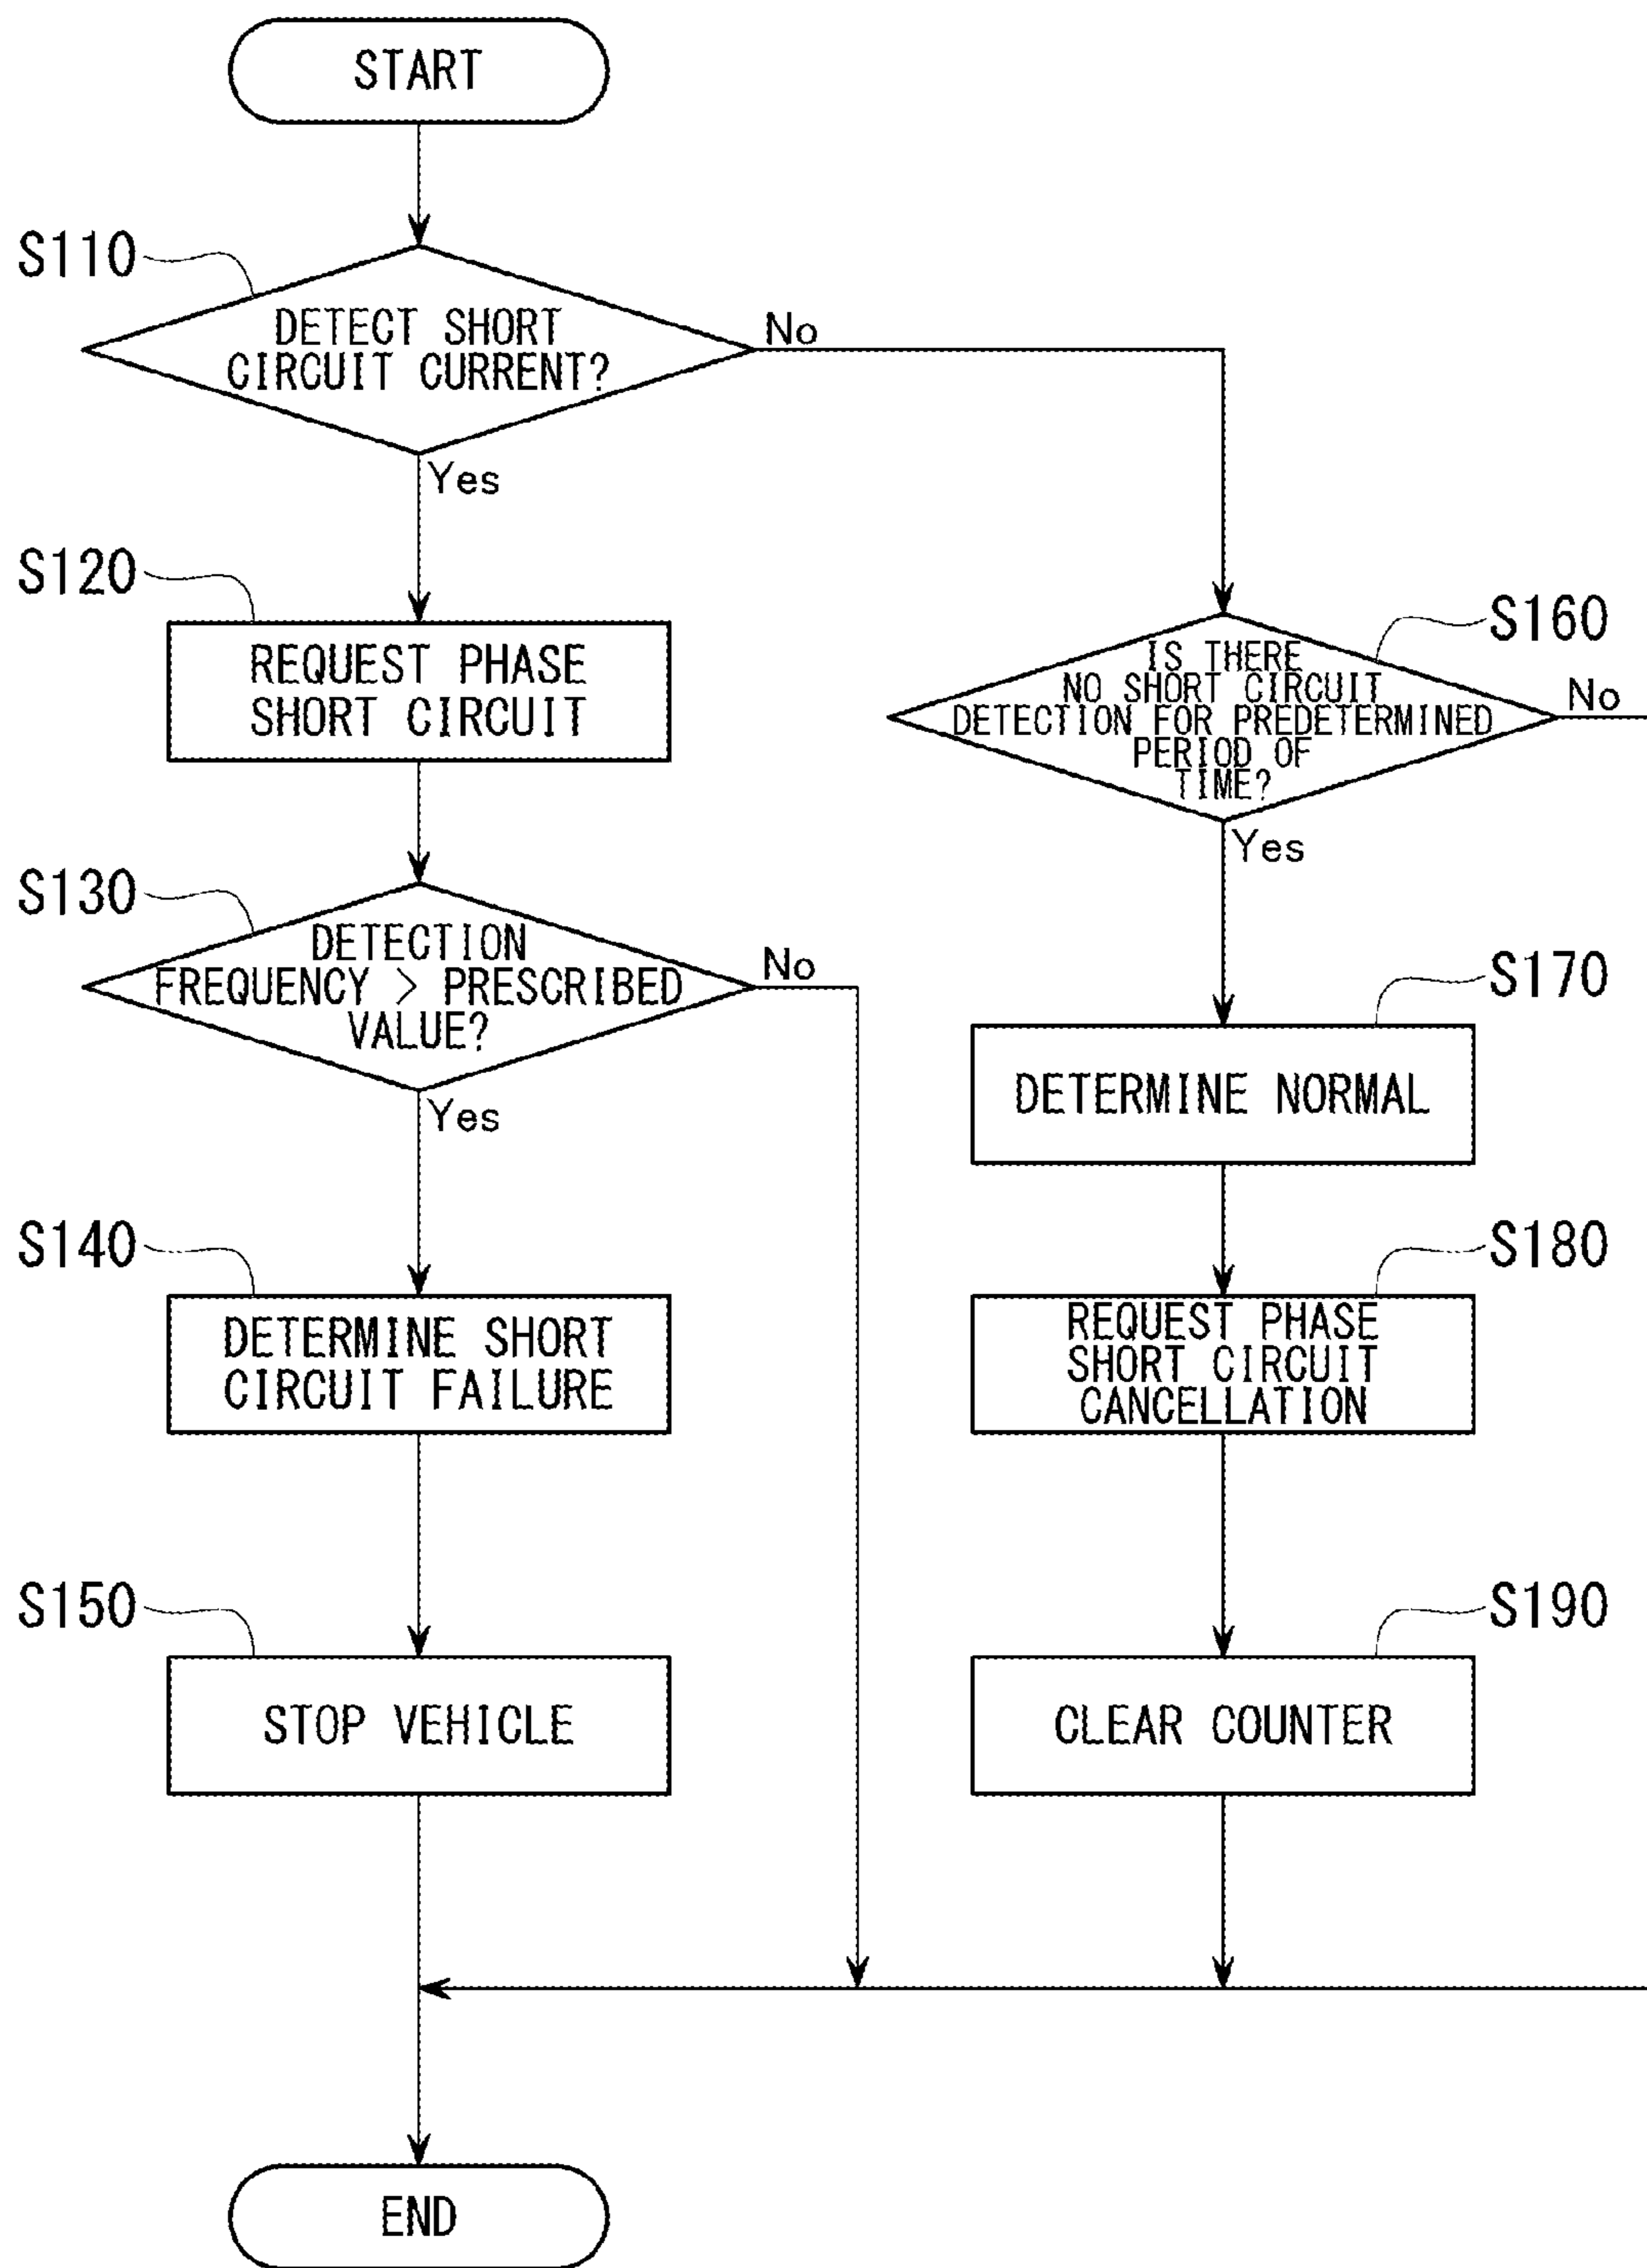 START
S110
DETECT SHORT
CIRCUIT CURRENT?
No
Yes
S120
REQUEST PHASE
SHORT CIRCUIT
S130
DETECTION
FREQUENCY > PRESCRIBED
VALUE?
No
Yes
S140
DETERMINE SHORT
CIRCUIT FAILURE
S150
STOP VEHICLE
S160
IS THERE
NO SHORT CIRCUIT
DETECTION FOR PREDETERMINED
PERIOD OF
TIME?
No
Yes
S170
DETERMINE NORMAL
S180
REQUEST PHASE
SHORT CIRCUIT
CANCELLATION
S190
CLEAR COUNTER
END